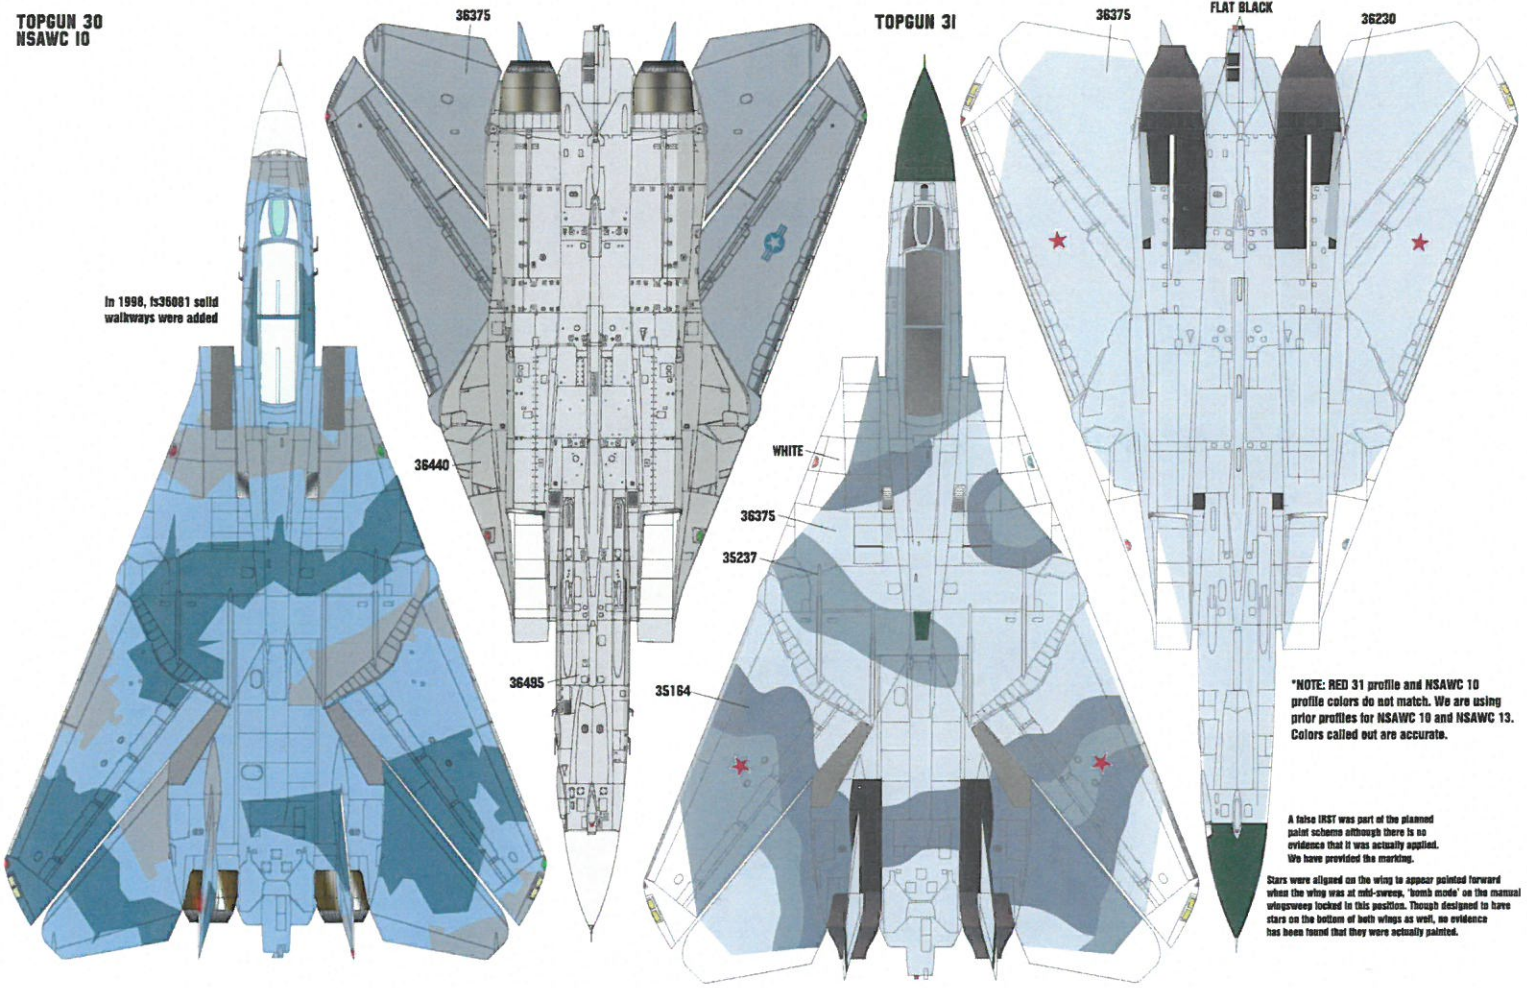 TOPGUN 30
NSAWC 10
36375
TOPGUN 31
36375
FLAT BLACK
36230
In 1998, fs36081 solid
walkways were added
36440
WHITE
36375
35237
36495
35164
*NOTE: RED 31 profile and NSAWC 10
profile colors do not match. We are using
prior profiles for NSAWC 10 and NSAWC 13.
Colors called out are accurate.
A false IRST was part of the planned
paint scheme although there is no
evidence that it was actually applied.
We have provided the marking.
Stars were aligned on the wing to appear pointed forward
when the wing was at mid-sweep, 'bomb mode' on the manual
wingsweep locked in this position. Though designed to have
stars on the bottom of both wings as well, no evidence
has been found that they were actually painted.